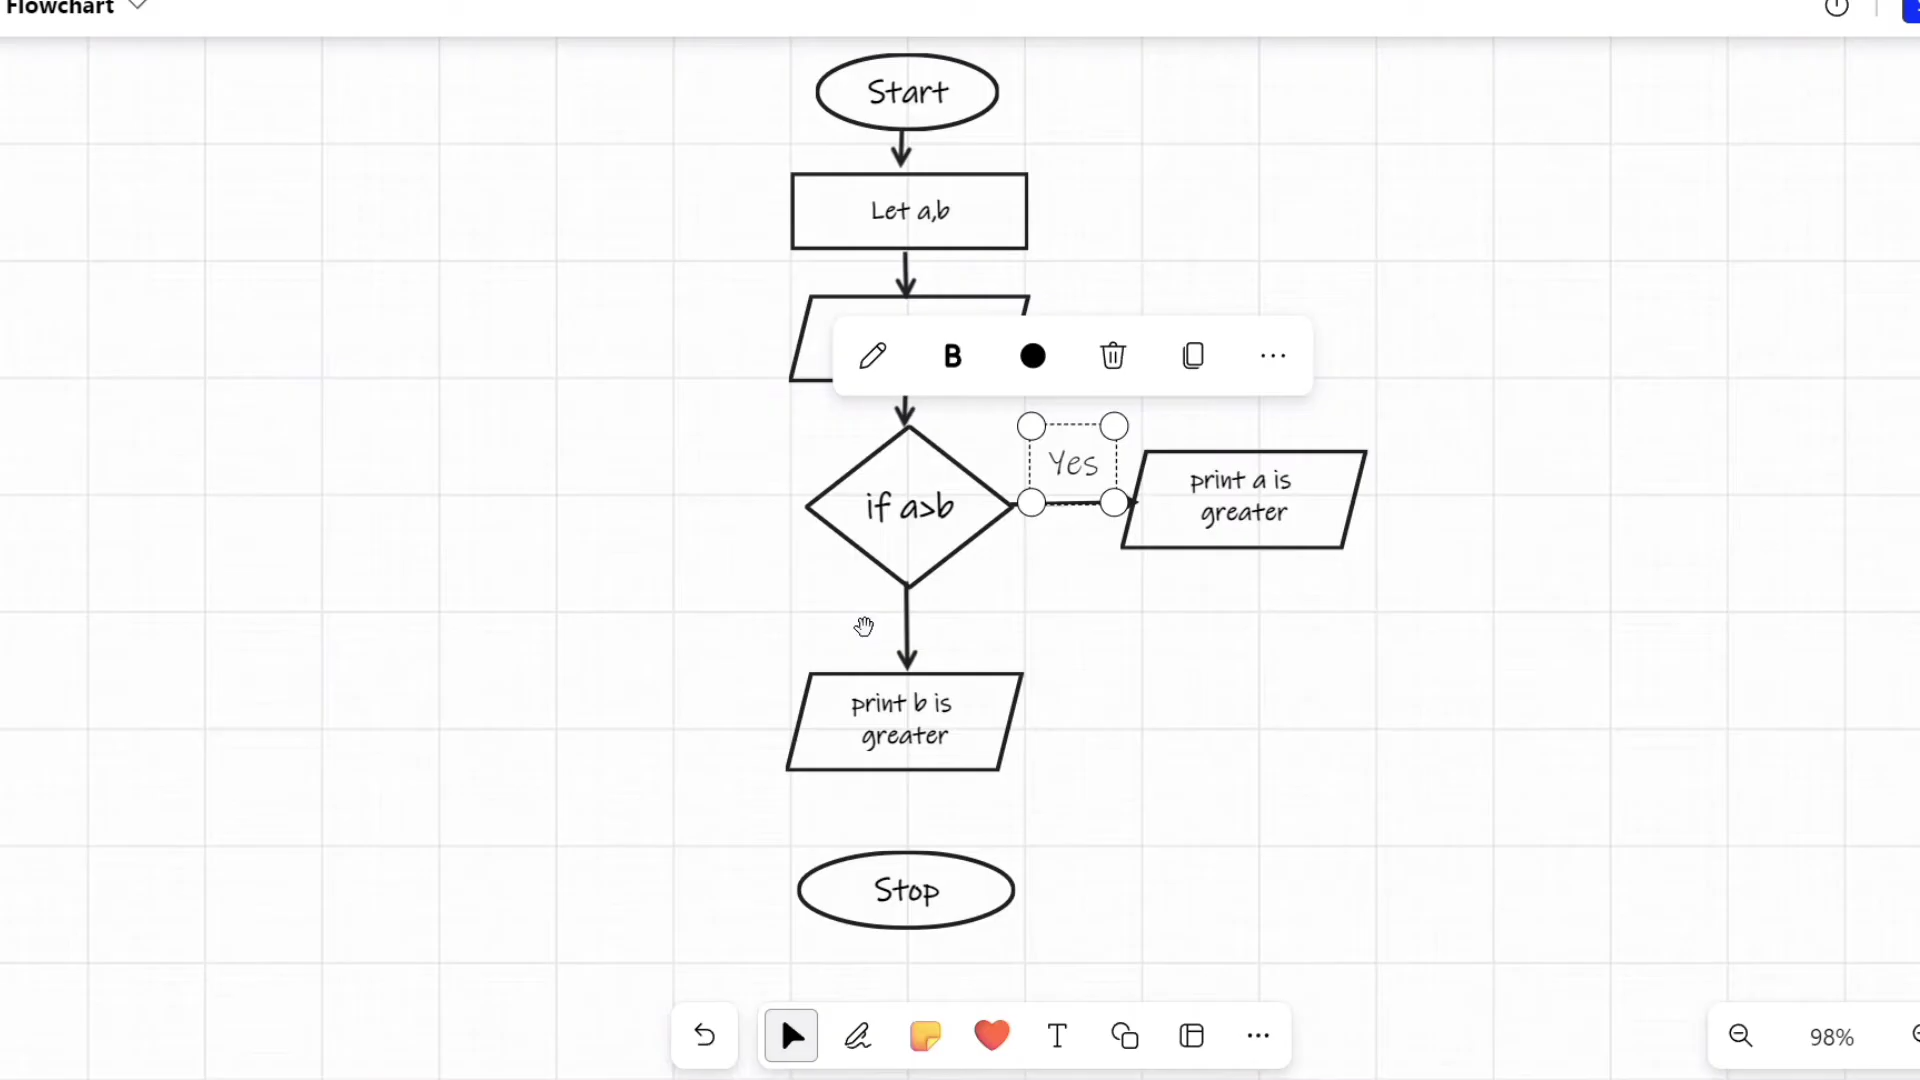 Flowchart
Start
Let a,b
if a>b
Yes
print a is
greater
print b is
greater
Stop
B
T
98%